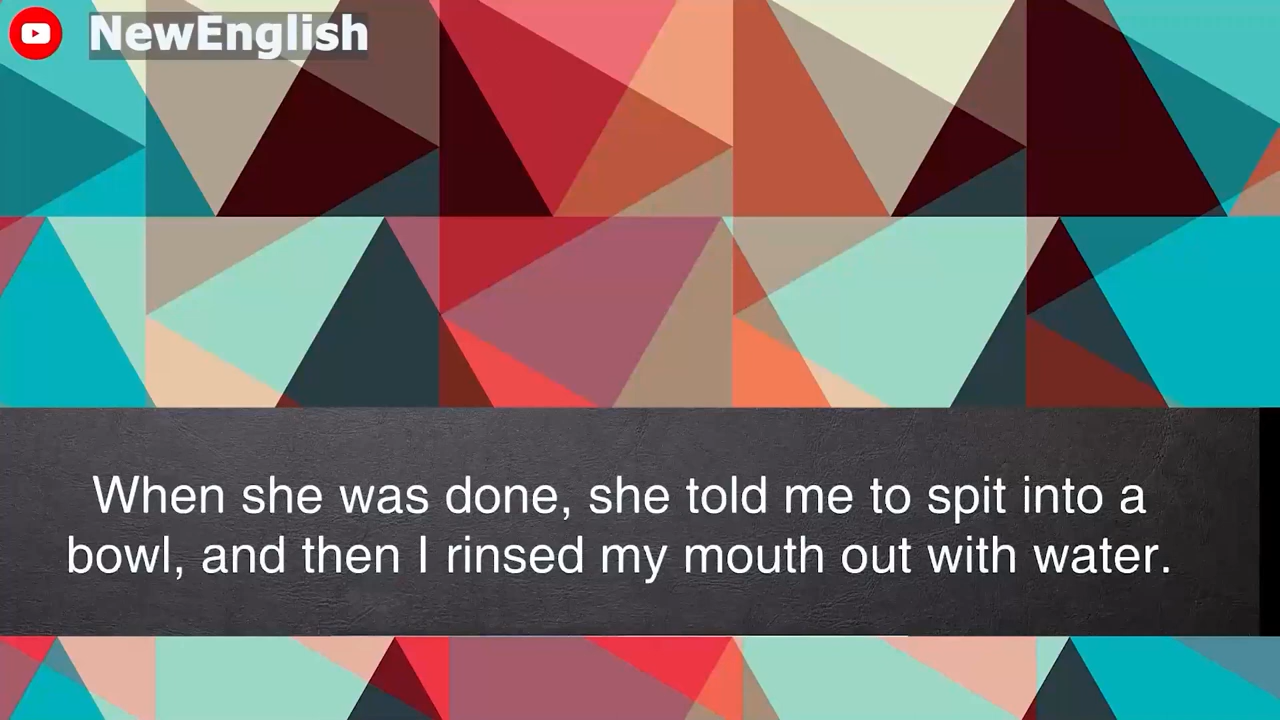 NewEnglish
When she was done, she told me to spit into a
bowl, and then I rinsed my mouth out with water.